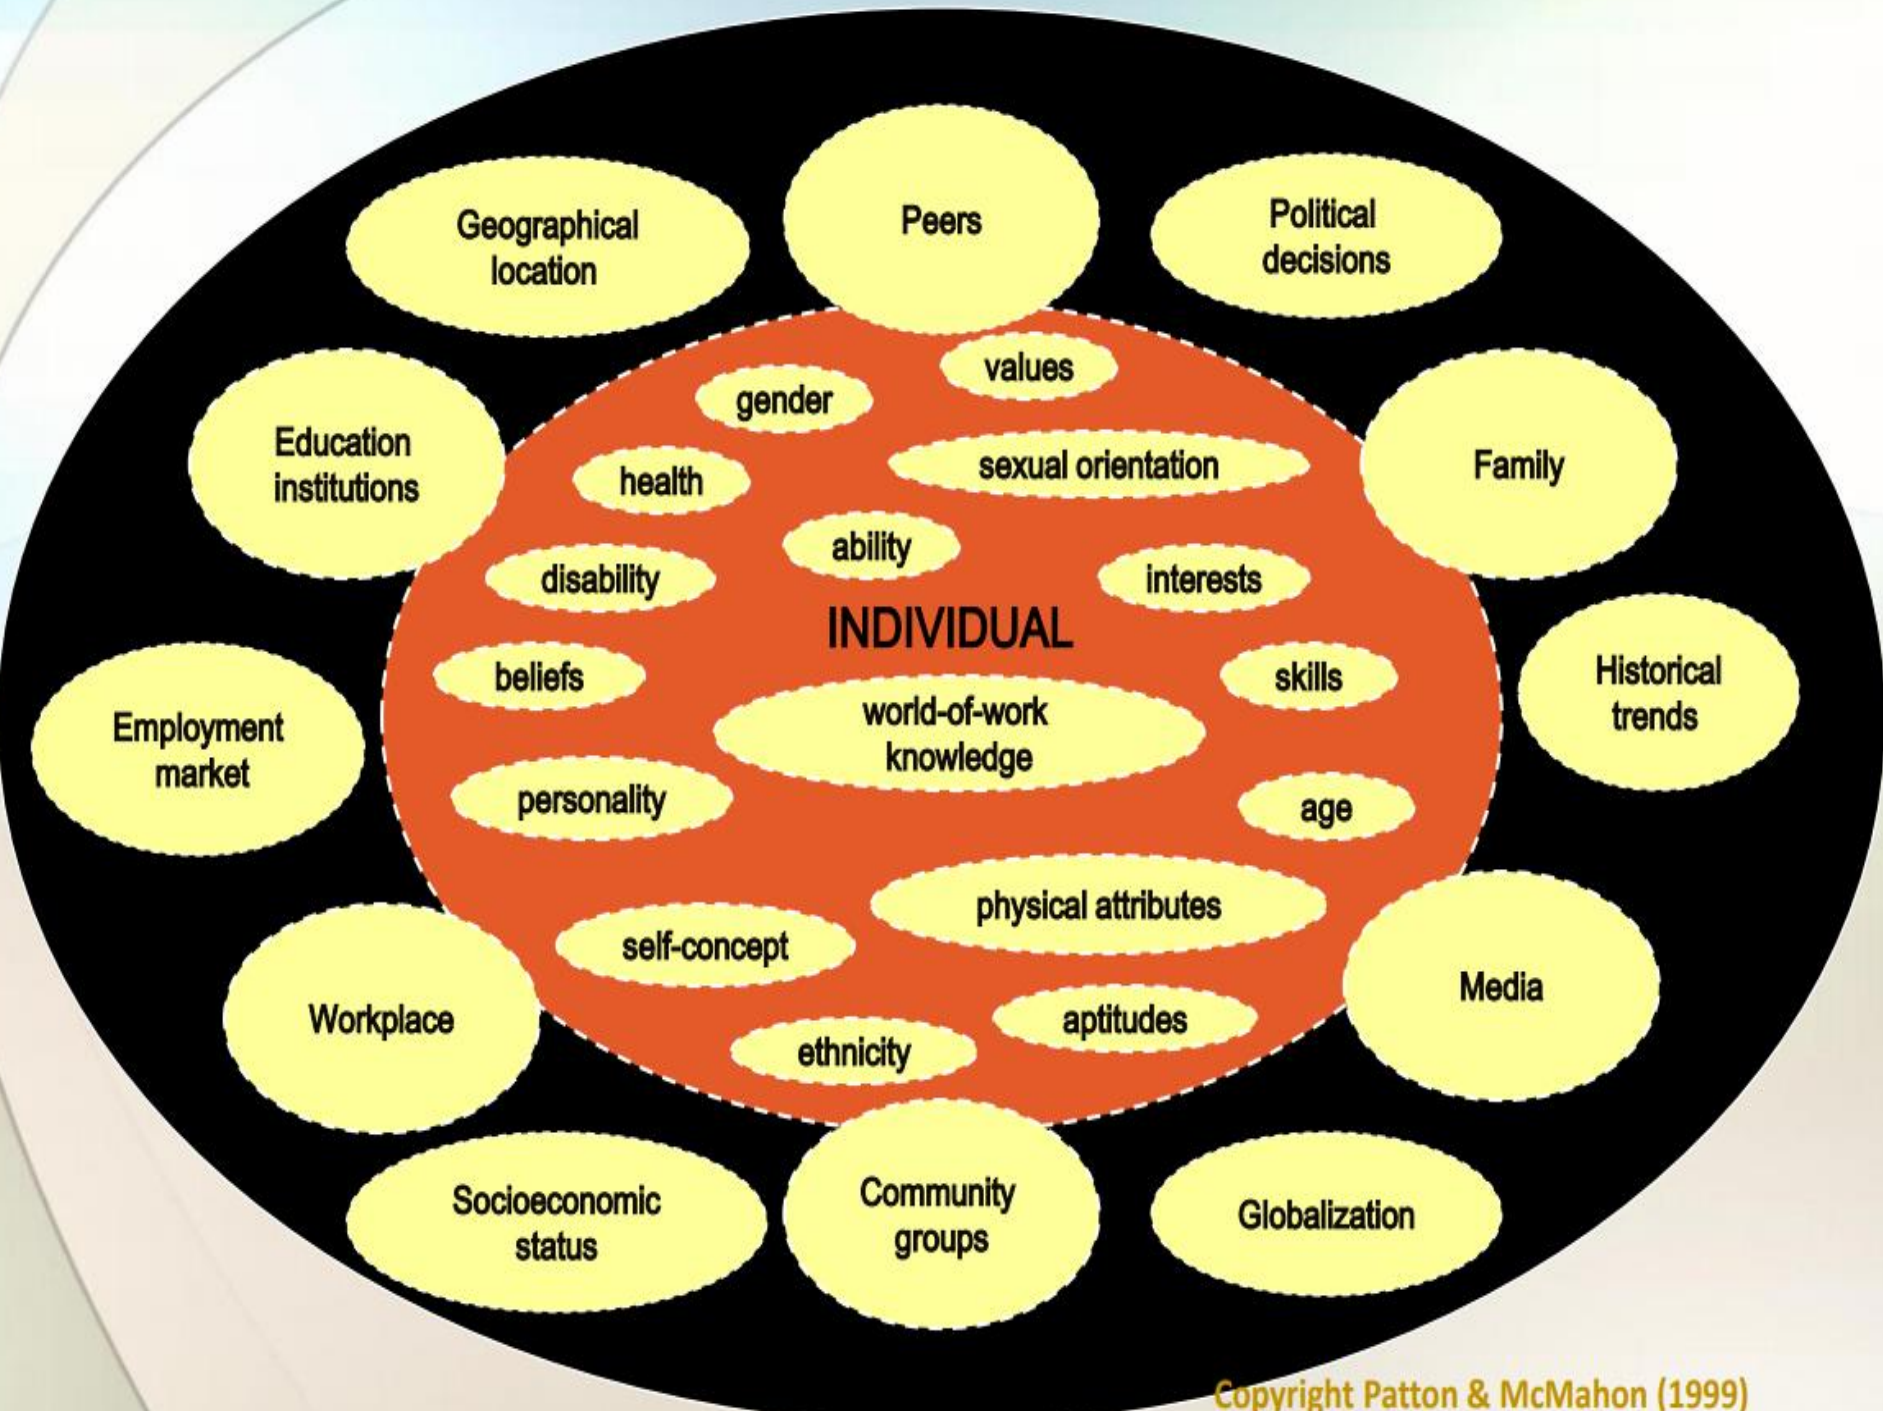 Peers
Geographical
location
Political
decisions
values
gender
Education
institutions
health
sexual orientation
Family
disability
ability
interests
INDIVIDUAL
beliefs
skills
Historical
trends
Employment
market
world-of-work
knowledge
personality
age
physical attributes
self-concept
Media
Workplace
aptitudes
ethnicity
Socioeconomic
status
Community
groups
Globalization
Copyright Patton & McMahon (1999)